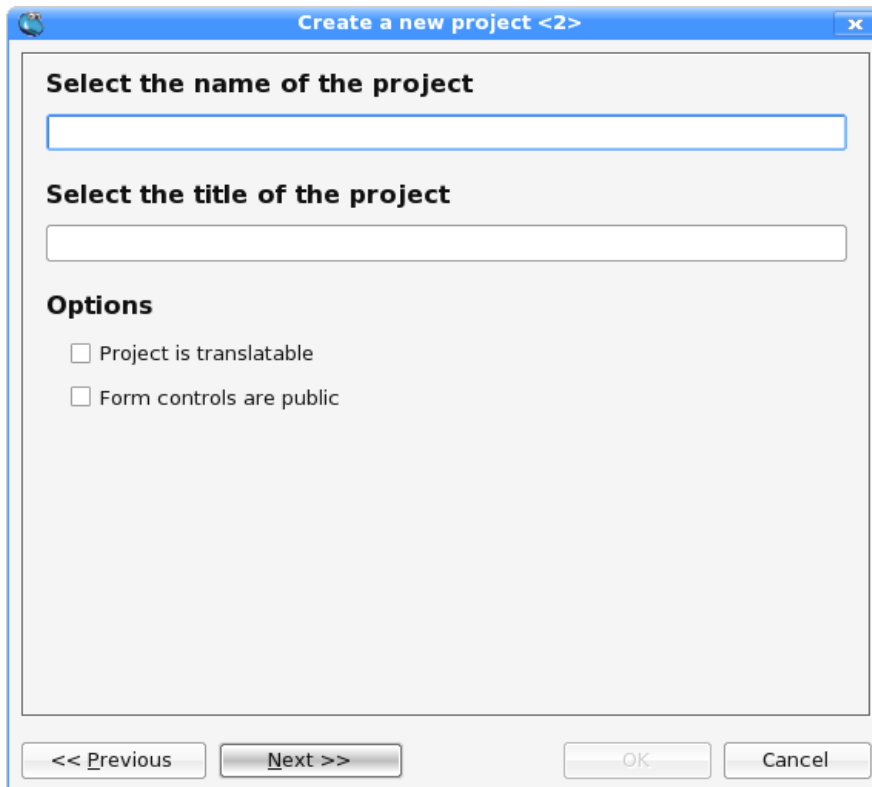 Create a new project <2>
Select the name of the project
Select the title of the project
Options
Project is translatable
Form controls are public
<< Previous
Next >>
OK
Cancel